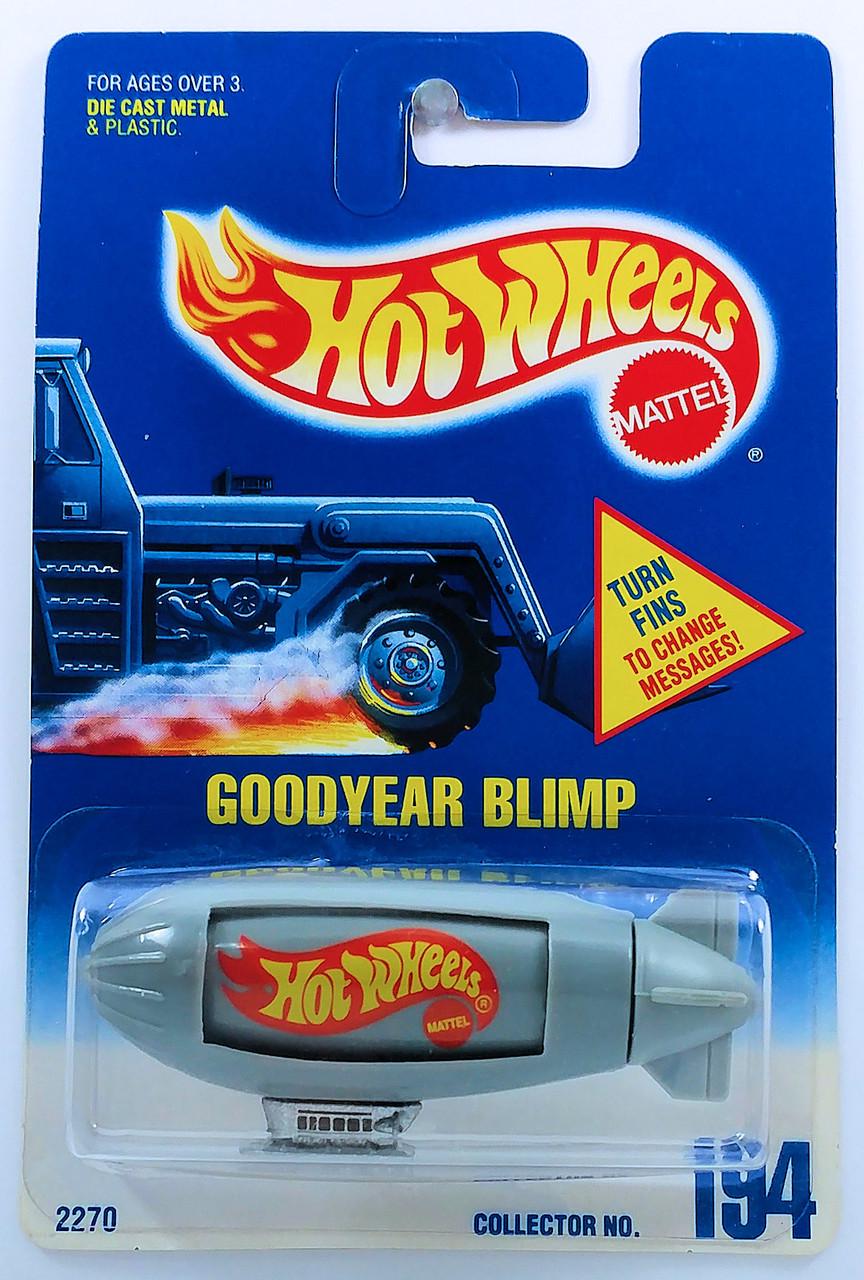 FOR AGES OVER 3.
DIE CAST METAL
& PLASTIC.
HOT WHEELS
MATTEL
®
TURN
FINS
TO CHANGE
MESSAGES!
GOODYEAR BLIMP
HOT WHEELS
®
MATTEL
2270
COLLECTOR NO.
194